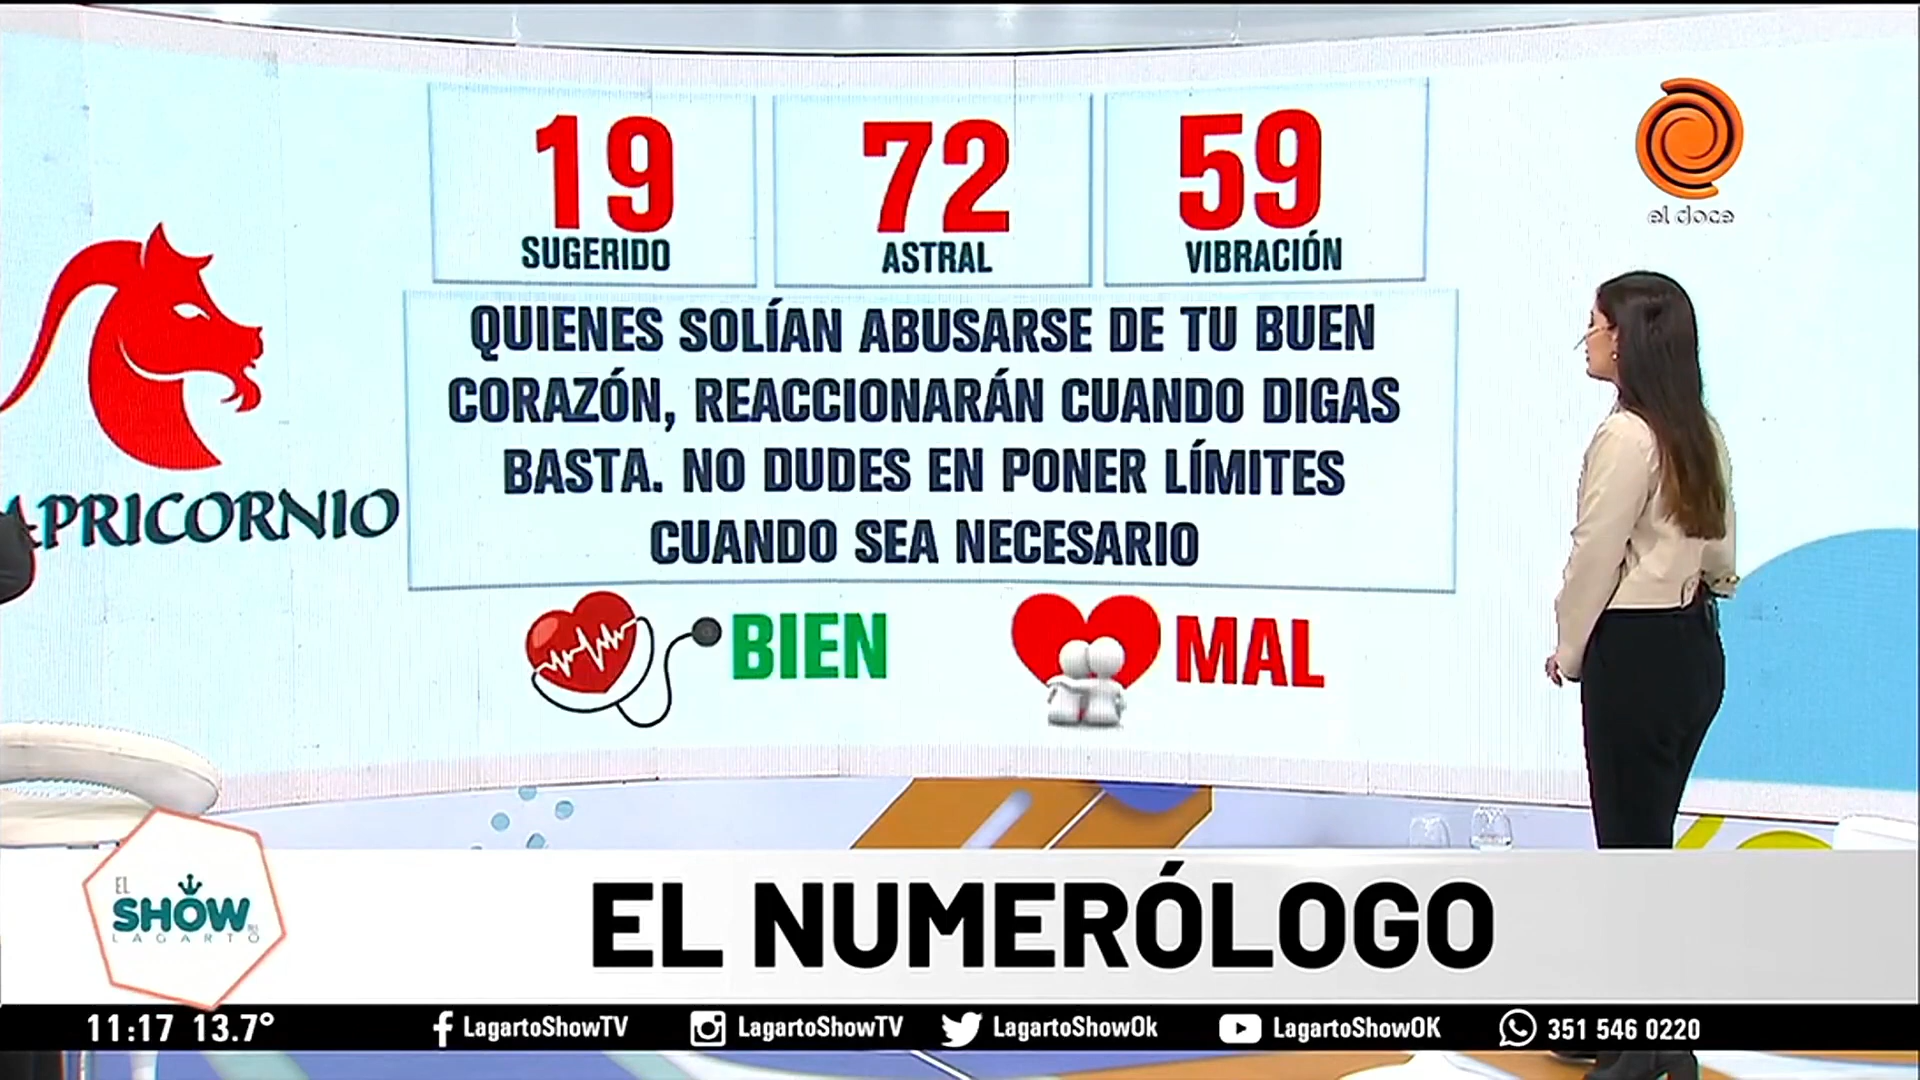 19
SUGERIDO
72
ASTRAL
59
VIBRACIÓN
el doce
QUIENES SOLÍAN ABUSARSE DE TU BUEN
CORAZÓN, REACCIONARÁN CUANDO DIGAS
BASTA. NO DUDES EN PONER LÍMITES
CUANDO SEA NECESARIO
APRICORNIO
BIEN
MAL
EL
SHOW
DEL
LAGARTO
EL NUMERÓLOGO
11:17 13.7°
LagartoShowTV
LagartoShowTV
LagartoShowOk
LagartoShowOK
351 546 0220